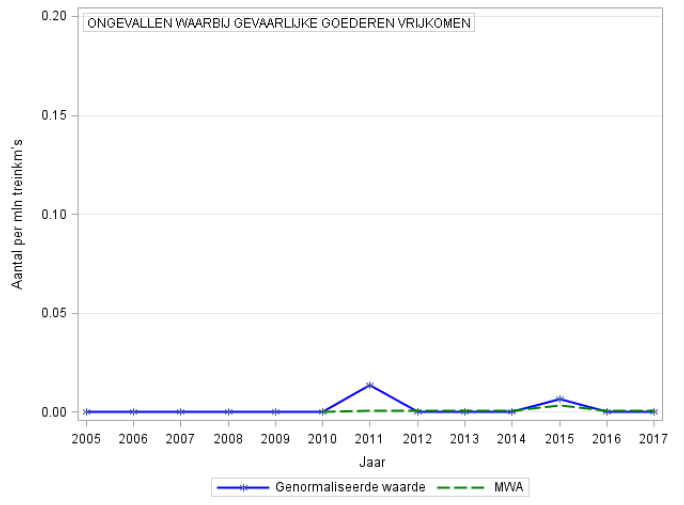 ONGEVALLEN WAARBIJ GEVAARLIJKE GOEDEREN VRIJKOMEN
Aantal per mln treinkm's
0.20
0.15
0.10
0.05
0.00
2005 2006 2007 2008 2009 2010 2011 2012 2013 2014 2015 2016 2017
Jaar
Genormaliseerde waarde MWA